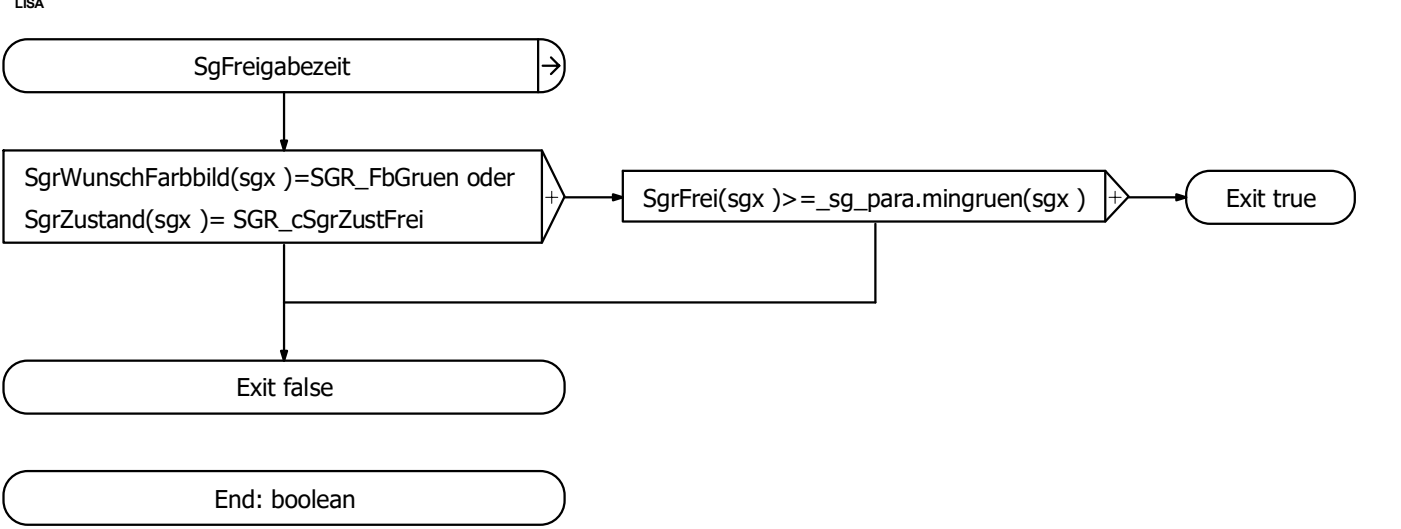 LISA
SgFreigabezeit
SgrWunschFarbbild(sgx )=SGR_FbGruen oder
SgrZustand(sgx )= SGR_cSgrZustFrei
+
SgrFrei(sgx )>=_sg_para.mingruen(sgx )
+
Exit true
Exit false
End: boolean